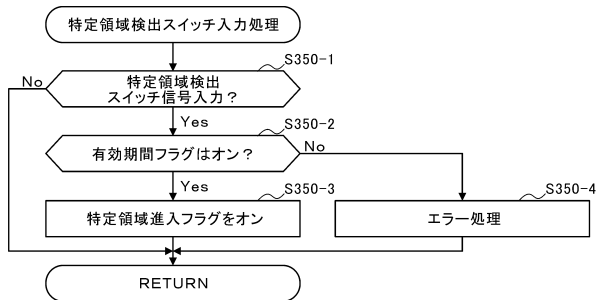 特定領域検出スイッチ入力処理
S350-1
No
特定領域検出
スイッチ信号入力？
Yes
S350-2
有効期間フラグはオン？
No
Yes
S350-3
S350-4
特定領域進入フラグをオン
エラー処理
RETURN